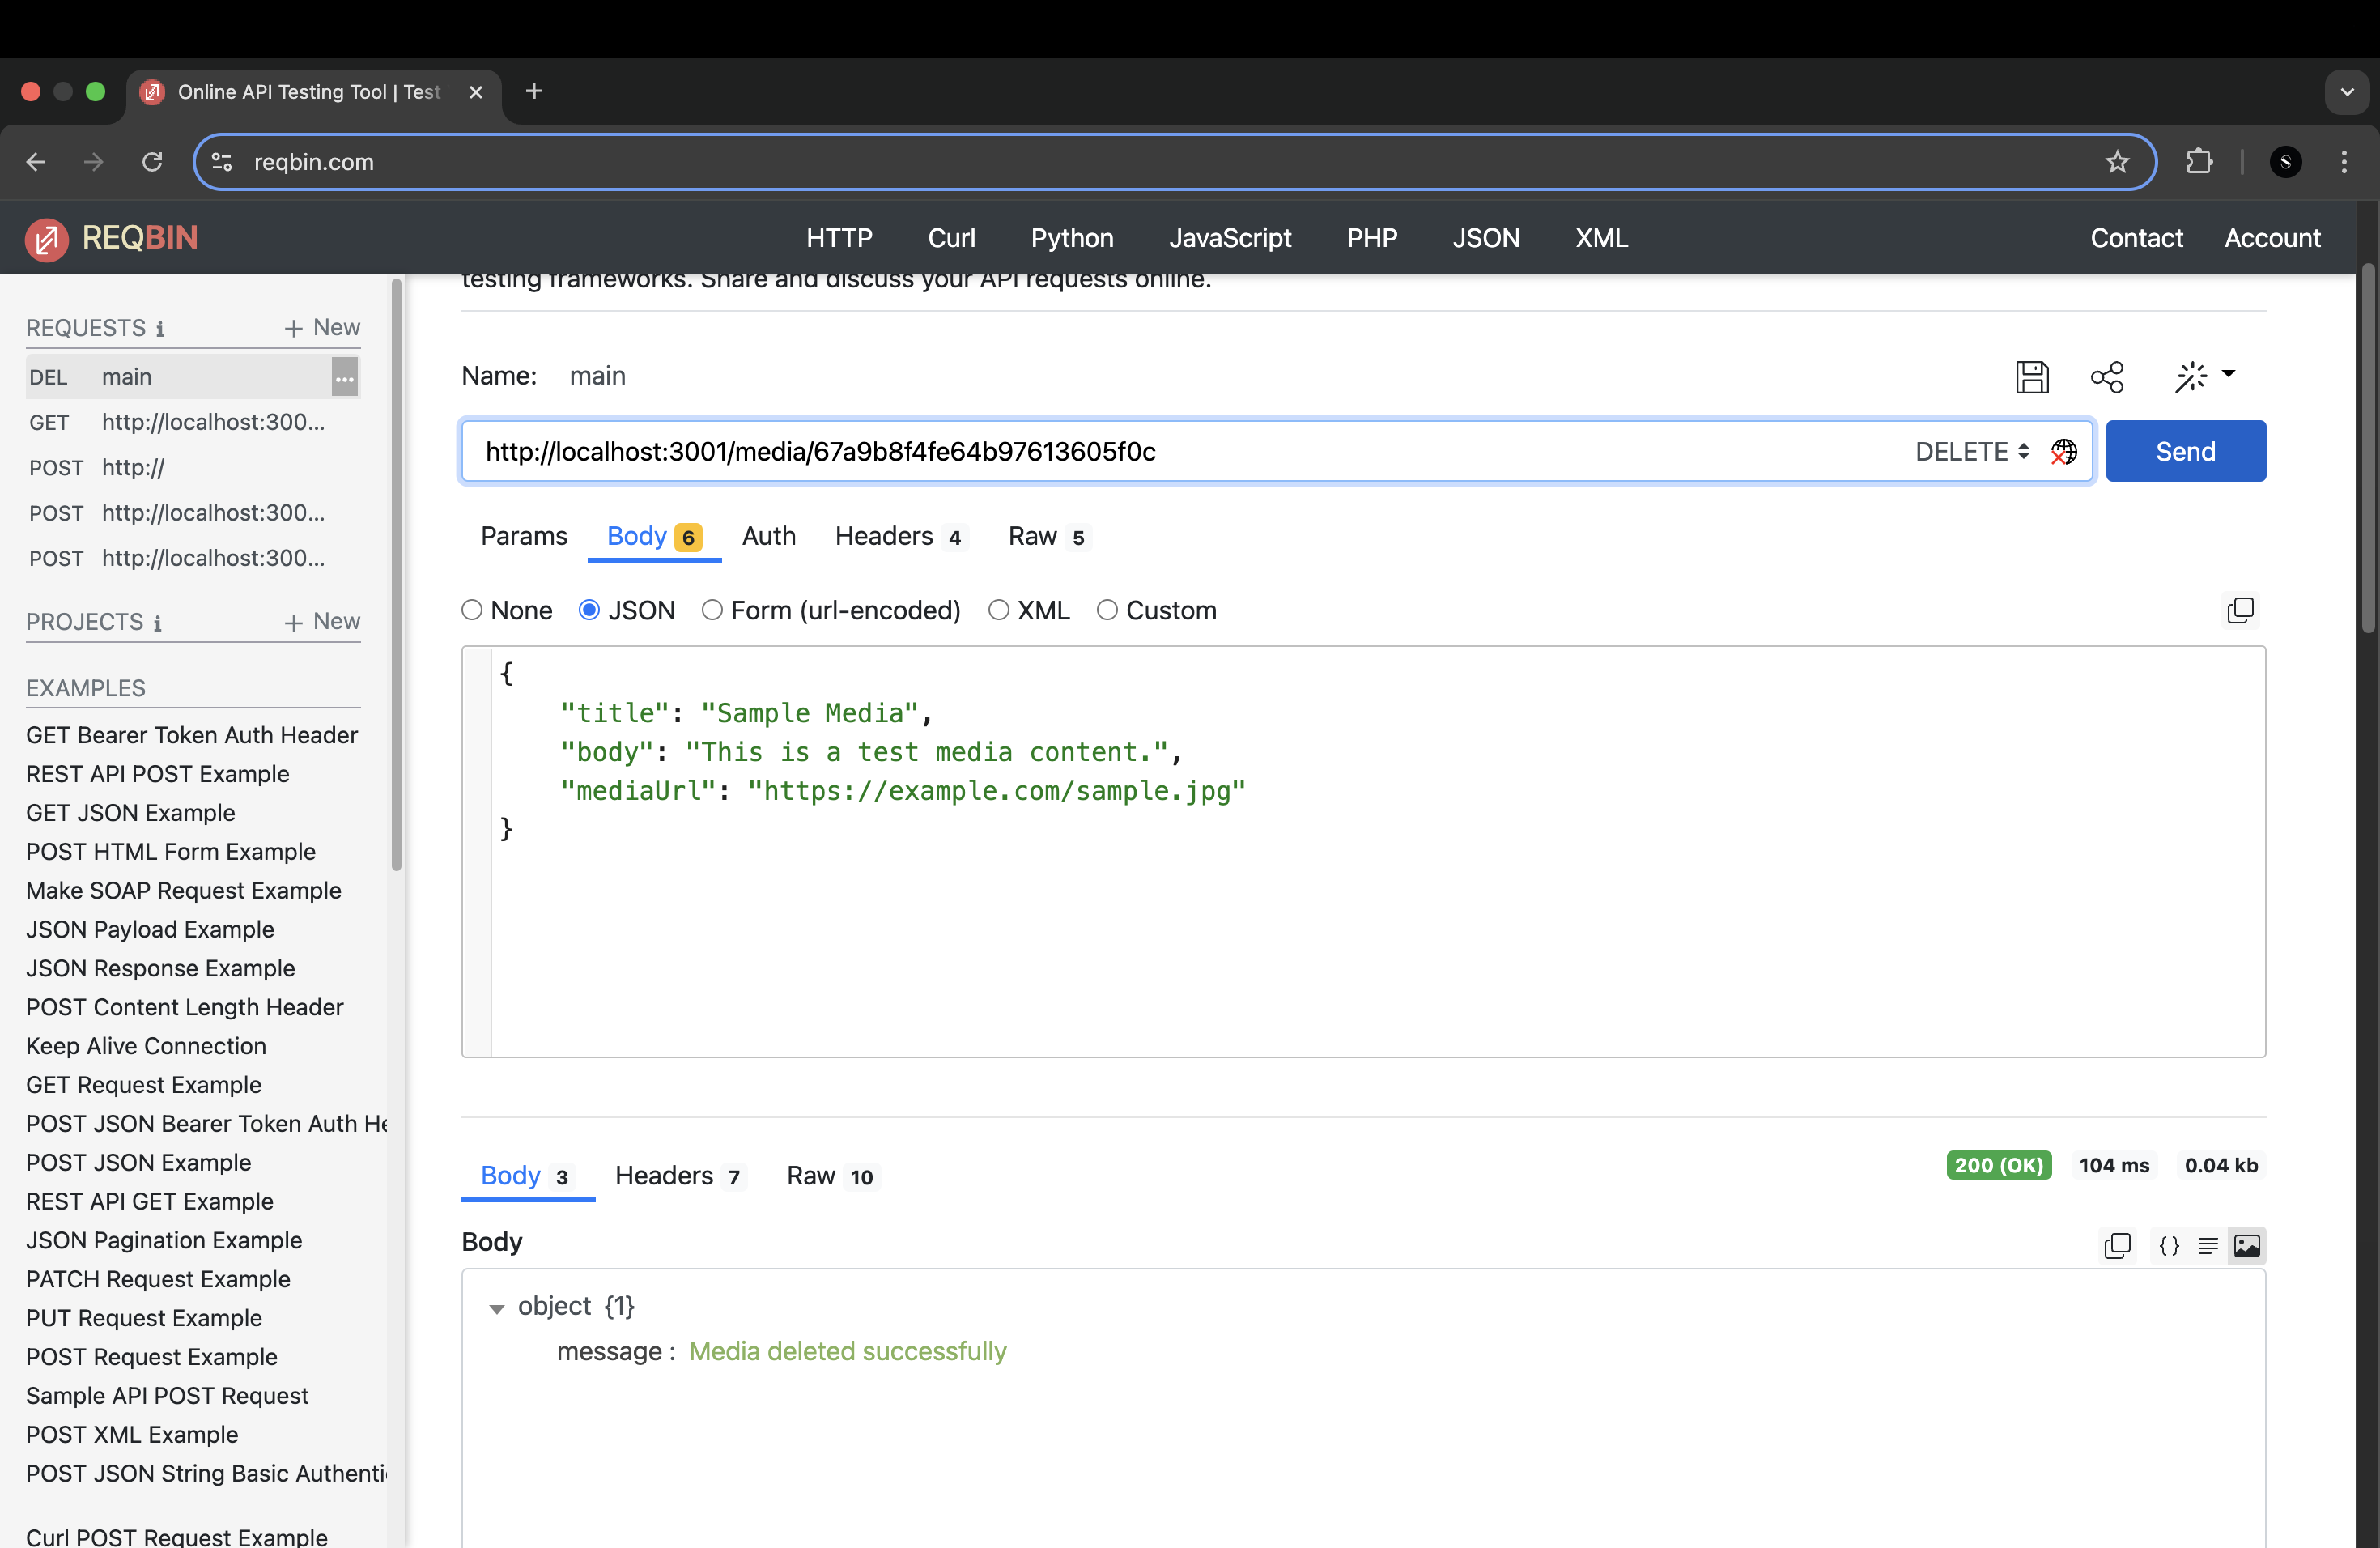 Online API Testing Tool | Test
reqbin.com
REQBIN
HTTP Curl Python JavaScript PHP JSON XML
Contact Account
testing frameworks. Share and discuss your API requests online.
REQUESTS i + New
DEL main ...
GET http://localhost:300...
POST http://
POST http://localhost:300...
POST http://localhost:300...
PROJECTS i + New
EXAMPLES
GET Bearer Token Auth Header
REST API POST Example
GET JSON Example
POST HTML Form Example
Make SOAP Request Example
JSON Payload Example
JSON Response Example
POST Content Length Header
Keep Alive Connection
GET Request Example
POST JSON Bearer Token Auth He
POST JSON Example
REST API GET Example
JSON Pagination Example
PATCH Request Example
PUT Request Example
POST Request Example
Sample API POST Request
POST XML Example
POST JSON String Basic Authenti
Curl POST Request Example
Name: main
http://localhost:3001/media/67a9b8f4fe64b97613605f0c DELETE Send
Params Body 6 Auth Headers 4 Raw 5
None JSON Form (url-encoded) XML Custom
{
"title": "Sample Media",
"body": "This is a test media content.",
"mediaUrl": "https://example.com/sample.jpg"
}
Body 3 Headers 7 Raw 10 200 (OK) 104 ms 0.04 kb
Body {}
object {1}
message : Media deleted successfully